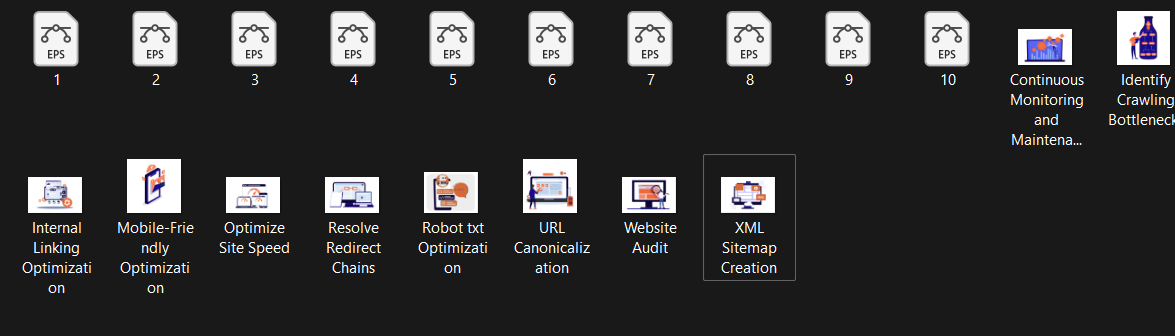 EPS
EPS
EPS
EPS
EPS
EPS
EPS
EPS
EPS
EPS
1
2
3
4
5
6
7
8
9
10
Continuous
Monitoring
and
Maintena...
Identify
Crawling
Bottleneck
Internal
Linking
Optimizati
on
Mobile-Frie
ndly
Optimizati
on
Optimize
Site Speed
Resolve
Redirect
Chains
Robot txt
Optimizati
on
URL
Canonicaliz
ation
Website
Audit
XML
Sitemap
Creation